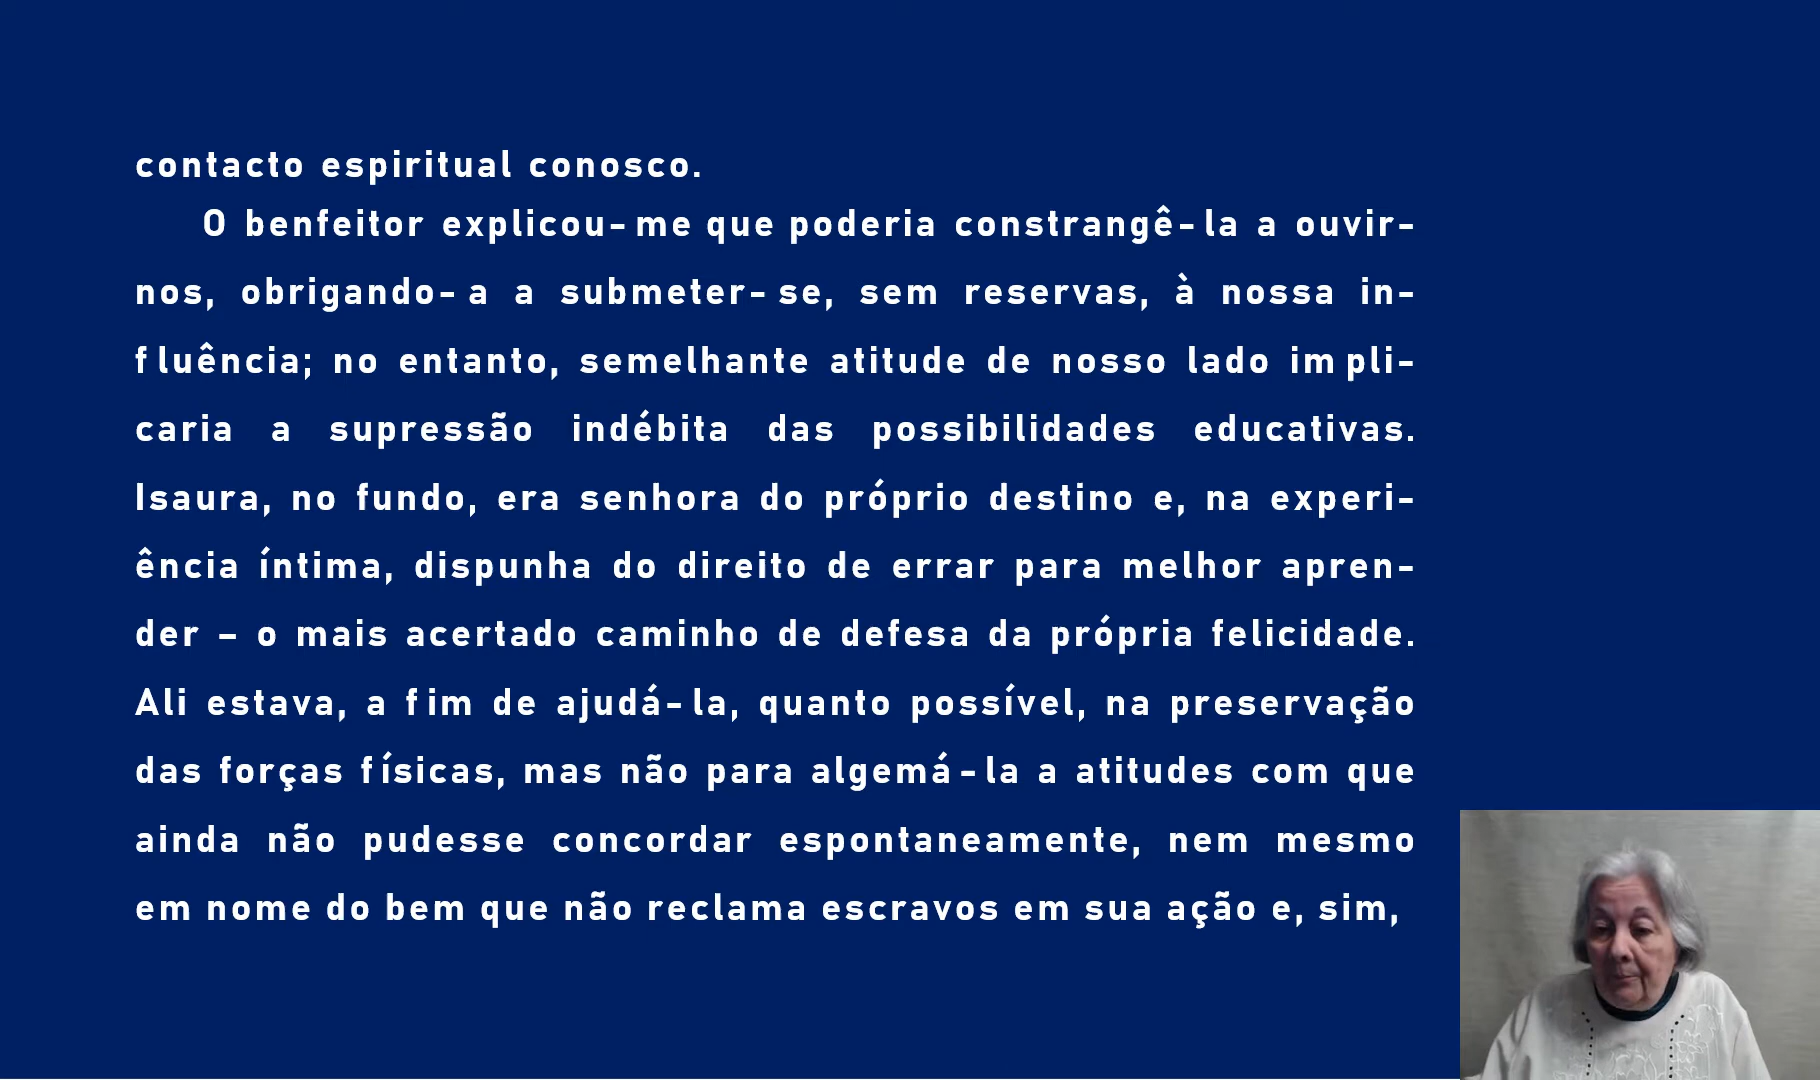 contacto espiritual conosco.
O benfeitor explicou-me que poderia constrangê-la a ouvir-
nos, obrigando-a a submeter-se, sem reservas, à nossa in-
fluência; no entanto, semelhante atitude de nosso lado impli-
caria a supressão indébita das possibilidades educativas.
Isaura, no fundo, era senhora do próprio destino e, na experi-
ência íntima, dispunha do direito de errar para melhor apren-
der – o mais acertado caminho de defesa da própria felicidade.
Ali estava, a fim de ajudá-la, quanto possível, na preservação
das forças físicas, mas não para algemá-la a atitudes com que
ainda não pudesse concordar espontaneamente, nem mesmo
em nome do bem que não reclama escravos em sua ação e, sim,